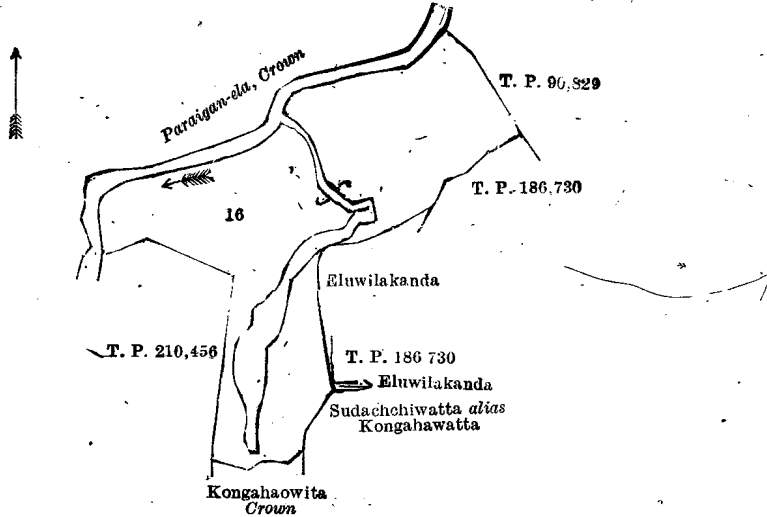 Paraigan-ela, Crown
T. P. 90,829
T. P. 186,730
16
Eluwilakanda
T. P. 210,456
T. P. 186 730
Eluwilakanda
Sudachchiwatta alias
Kongahawatta
Kongahaowita
Crown